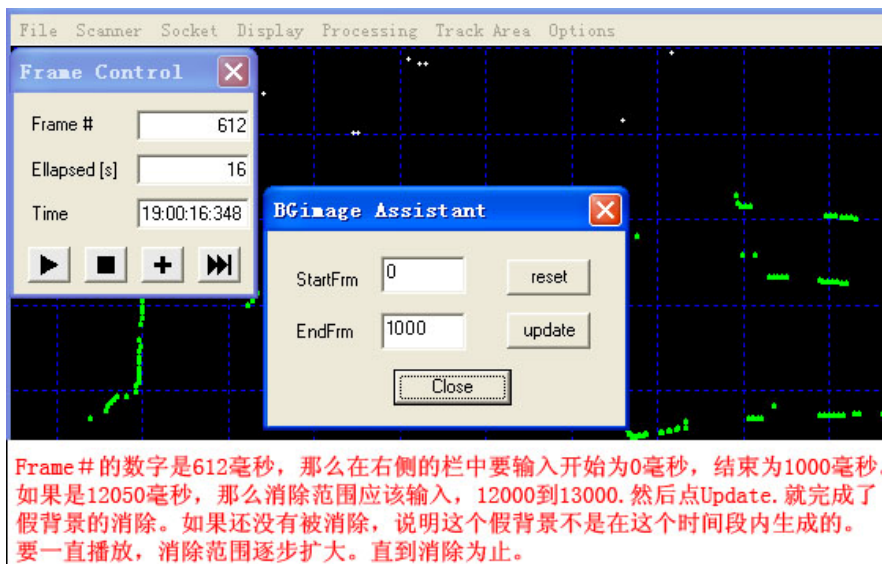 File Scanner Socket Display Processing Track Area Options
Frame Control
Frame # 612
Ellapsed [s] 16
Time 19:00:16:348
BGimage Assistant
StartFrm 0 reset
EndFrm 1000 update
Close
Frame＃的数字是612毫秒，那么在右侧的栏中要输入开始为0毫秒，结束为1000毫秒.
如果是12050毫秒，那么消除范围应该输入，12000到13000.然后点Update.就完成了
假背景的消除。如果还没有被消除，说明这个假背景不是在这个时间段内生成的。
要一直播放，消除范围逐步扩大。直到消除为止。